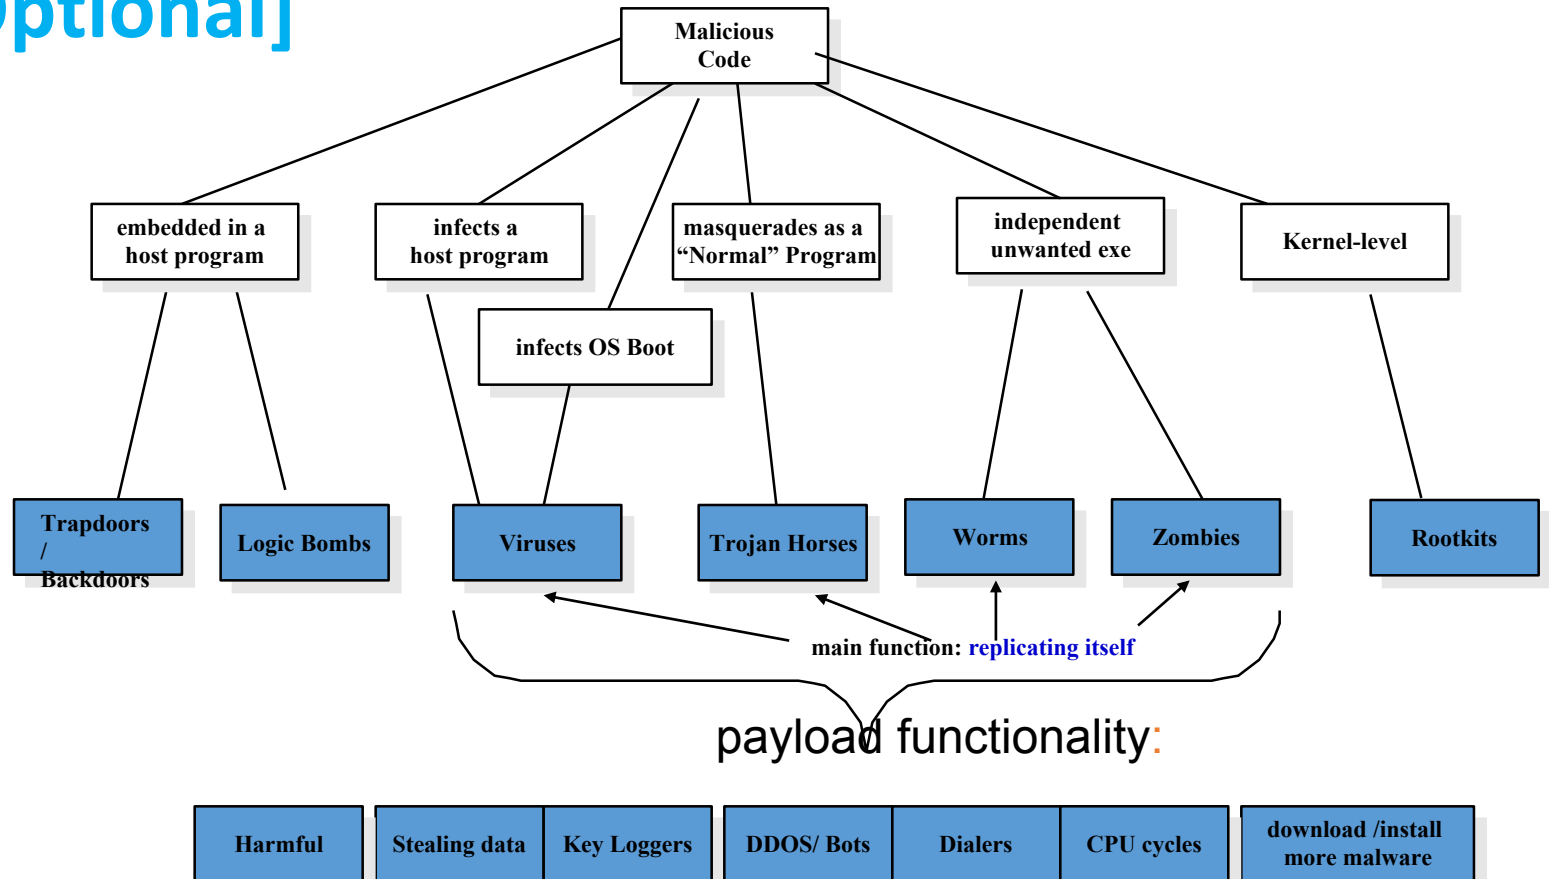 Optional]
Malicious
Code
embedded in a
host program
infects a
host program
masquerades as a
“Normal” Program
independent
unwanted exe
Kernel-level
infects OS Boot
Trapdoors
/
Backdoors
Logic Bombs
Viruses
Trojan Horses
Worms
Zombies
Rootkits
main function: replicating itself
payload functionality:
Harmful
Stealing data
Key Loggers
DDOS/ Bots
Dialers
CPU cycles
download /install
more malware